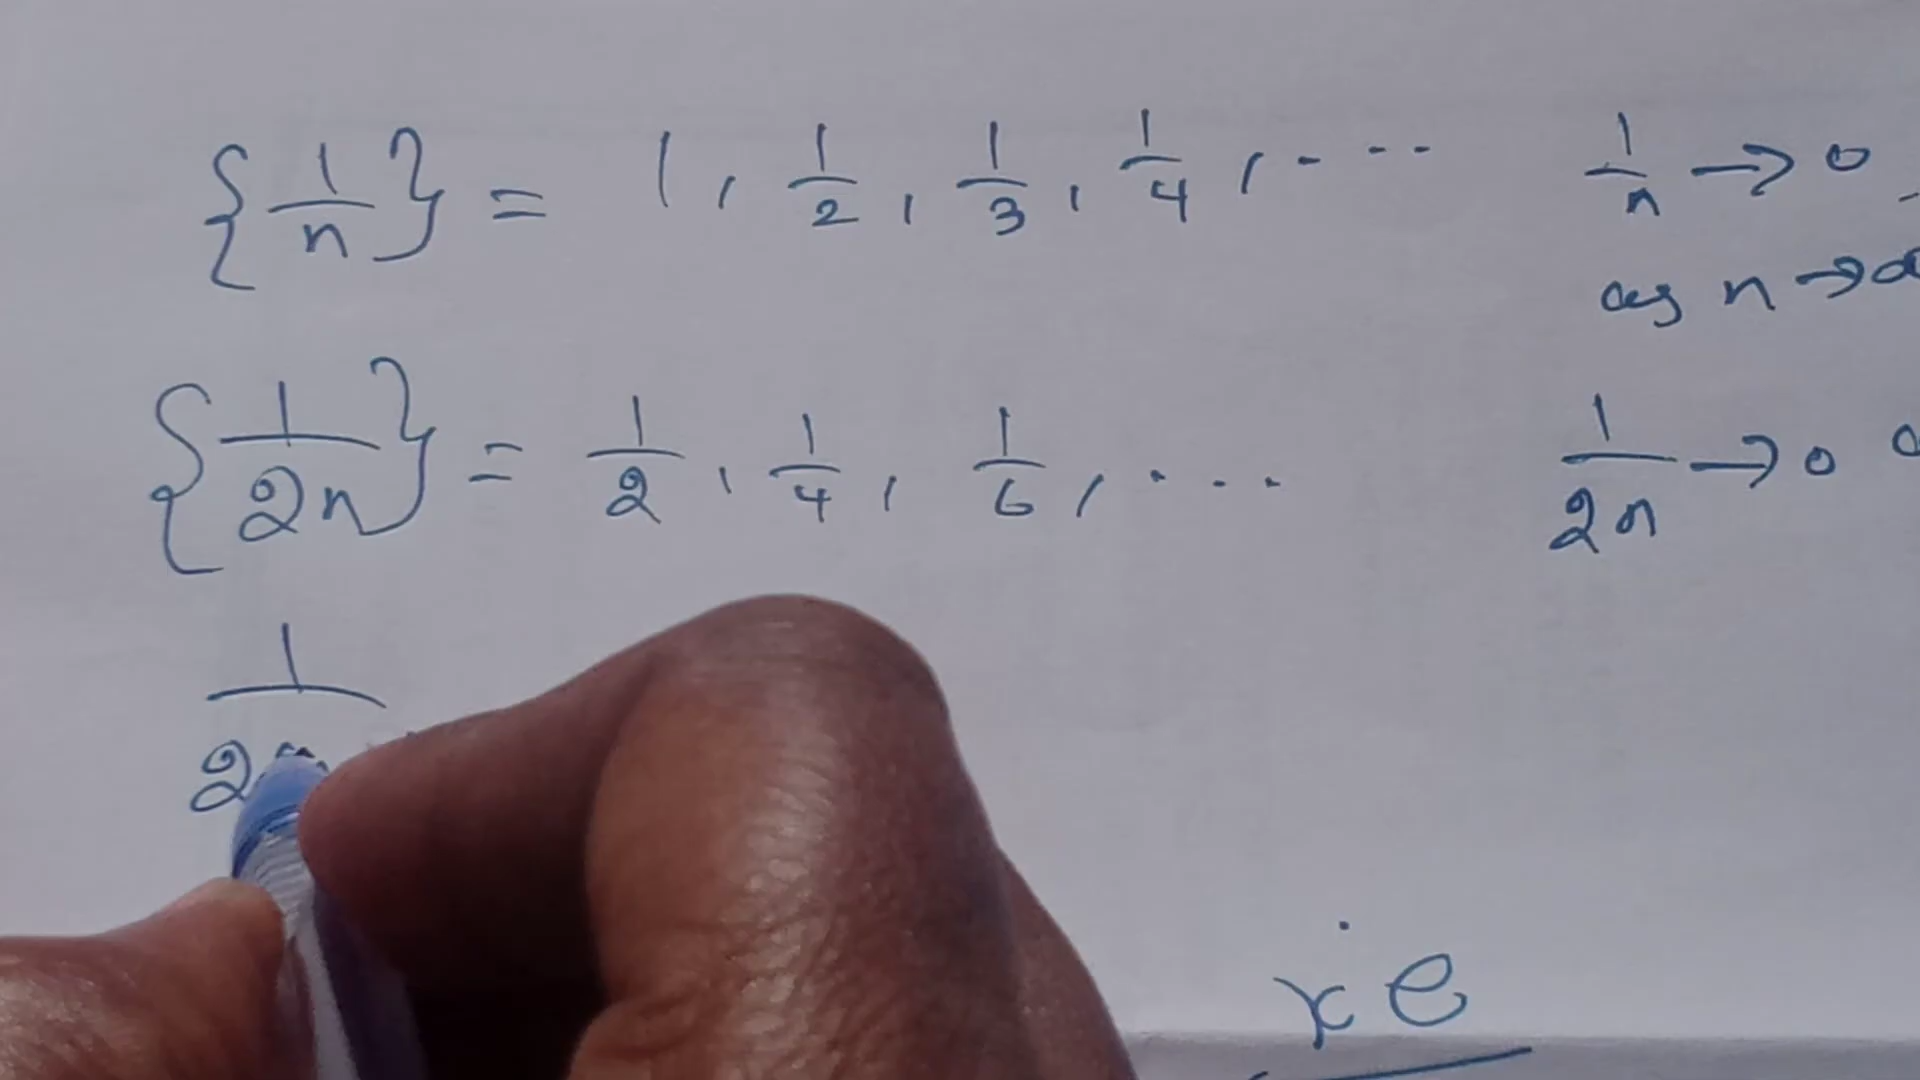 {1/n} = 1, 1/2, 1/3, 1/4, . . . . 1/n → 0
as n →
{1/2n} = 1/2, 1/4, 1/6, . . . 1/2n → 0
1/2